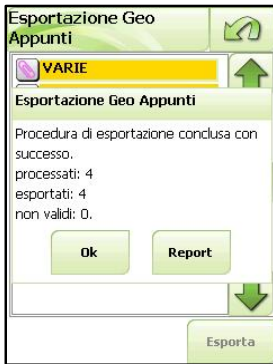 Esportazione Geo
Appunti
VARIE
Esportazione Geo Appunti
Procedura di esportazione conclusa con
successo.
processati: 4
esportati: 4
non validi: 0.
Ok
Report
Esporta